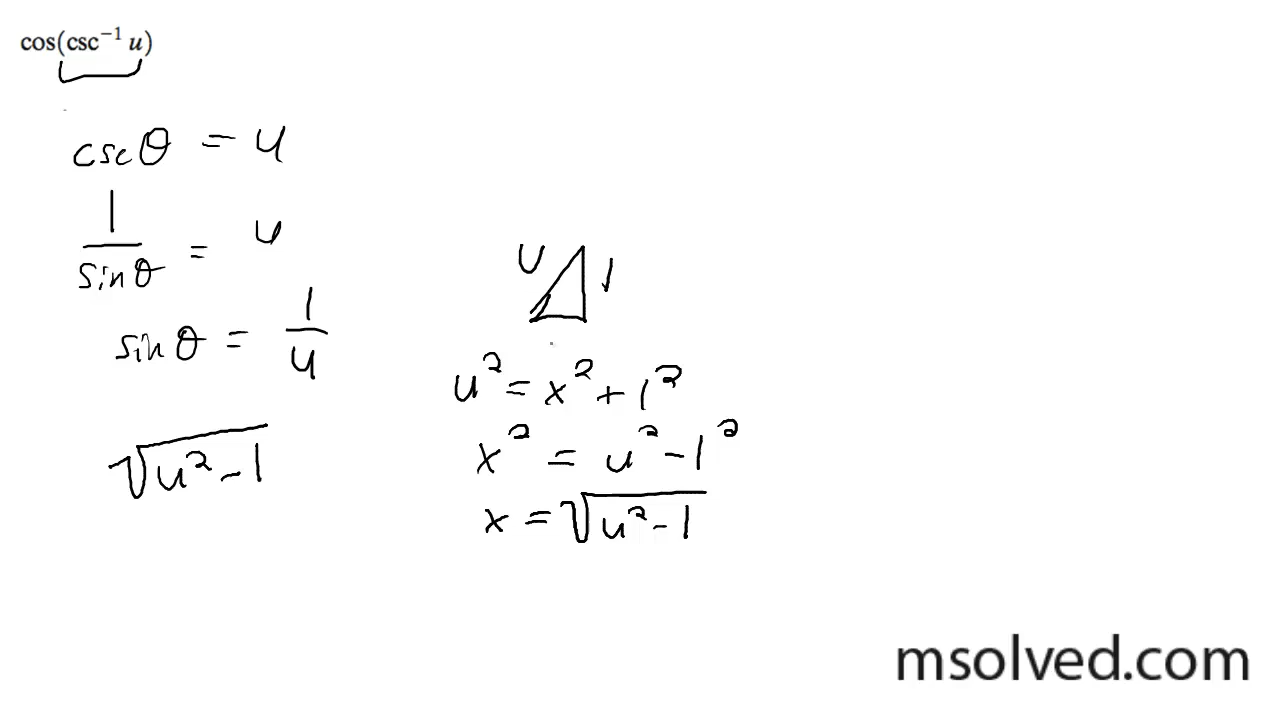 cos(csc⁻¹ u)
cscθ = u
1
sinθ = u
sinθ = 1
u
√u² - 1
U 1
u² = x² + 1²
x² = u² - 1²
x = √u² - 1
msolved.com